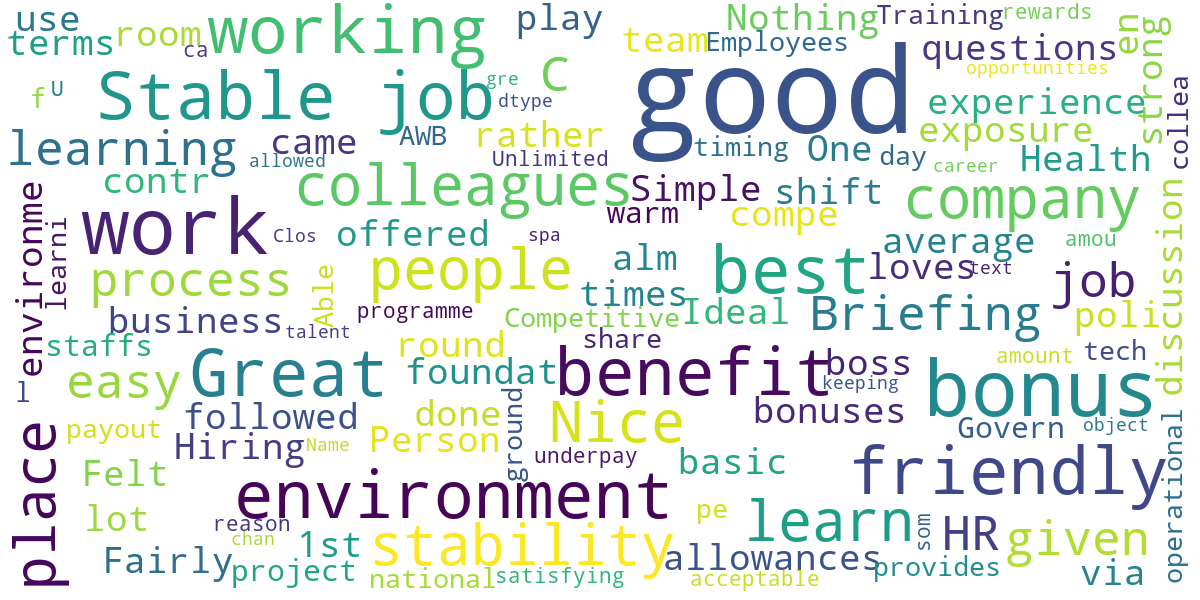 use
terms
room
ca
working
play
Nothing
Training
rewards
team
Employees
questions
en
strong
opportunities
f
U
Stable job
gre
dtype
C
good
experience
collea
learning
came
allowed
AWB
rather
Unlimited
timing
One
day
exposure
career
Health
contr
colleagues
Simple
shift
company
environme
learni
work
Clos
offered
spa
warm
compe
average
amou
discussion
process
Able
people
alm
best
loves
text
job
times
programme
business
talent
Competitive
Ideal
Briefing
poli
staffs
share
round
easy
Great
foundat
benefit
boss
keeping
amount
tech
bonus
l
followed
done
ground
Nice
bonuses
Govern
object
payout
Hiring
Name
Person
underpay
basic
friendly
operational
place
Felt
environment
lot
reason
chan
1st
stability
pe
learn
som
HR
given
Fairly
project
national
satisfying
allowances
acceptable
provides
via